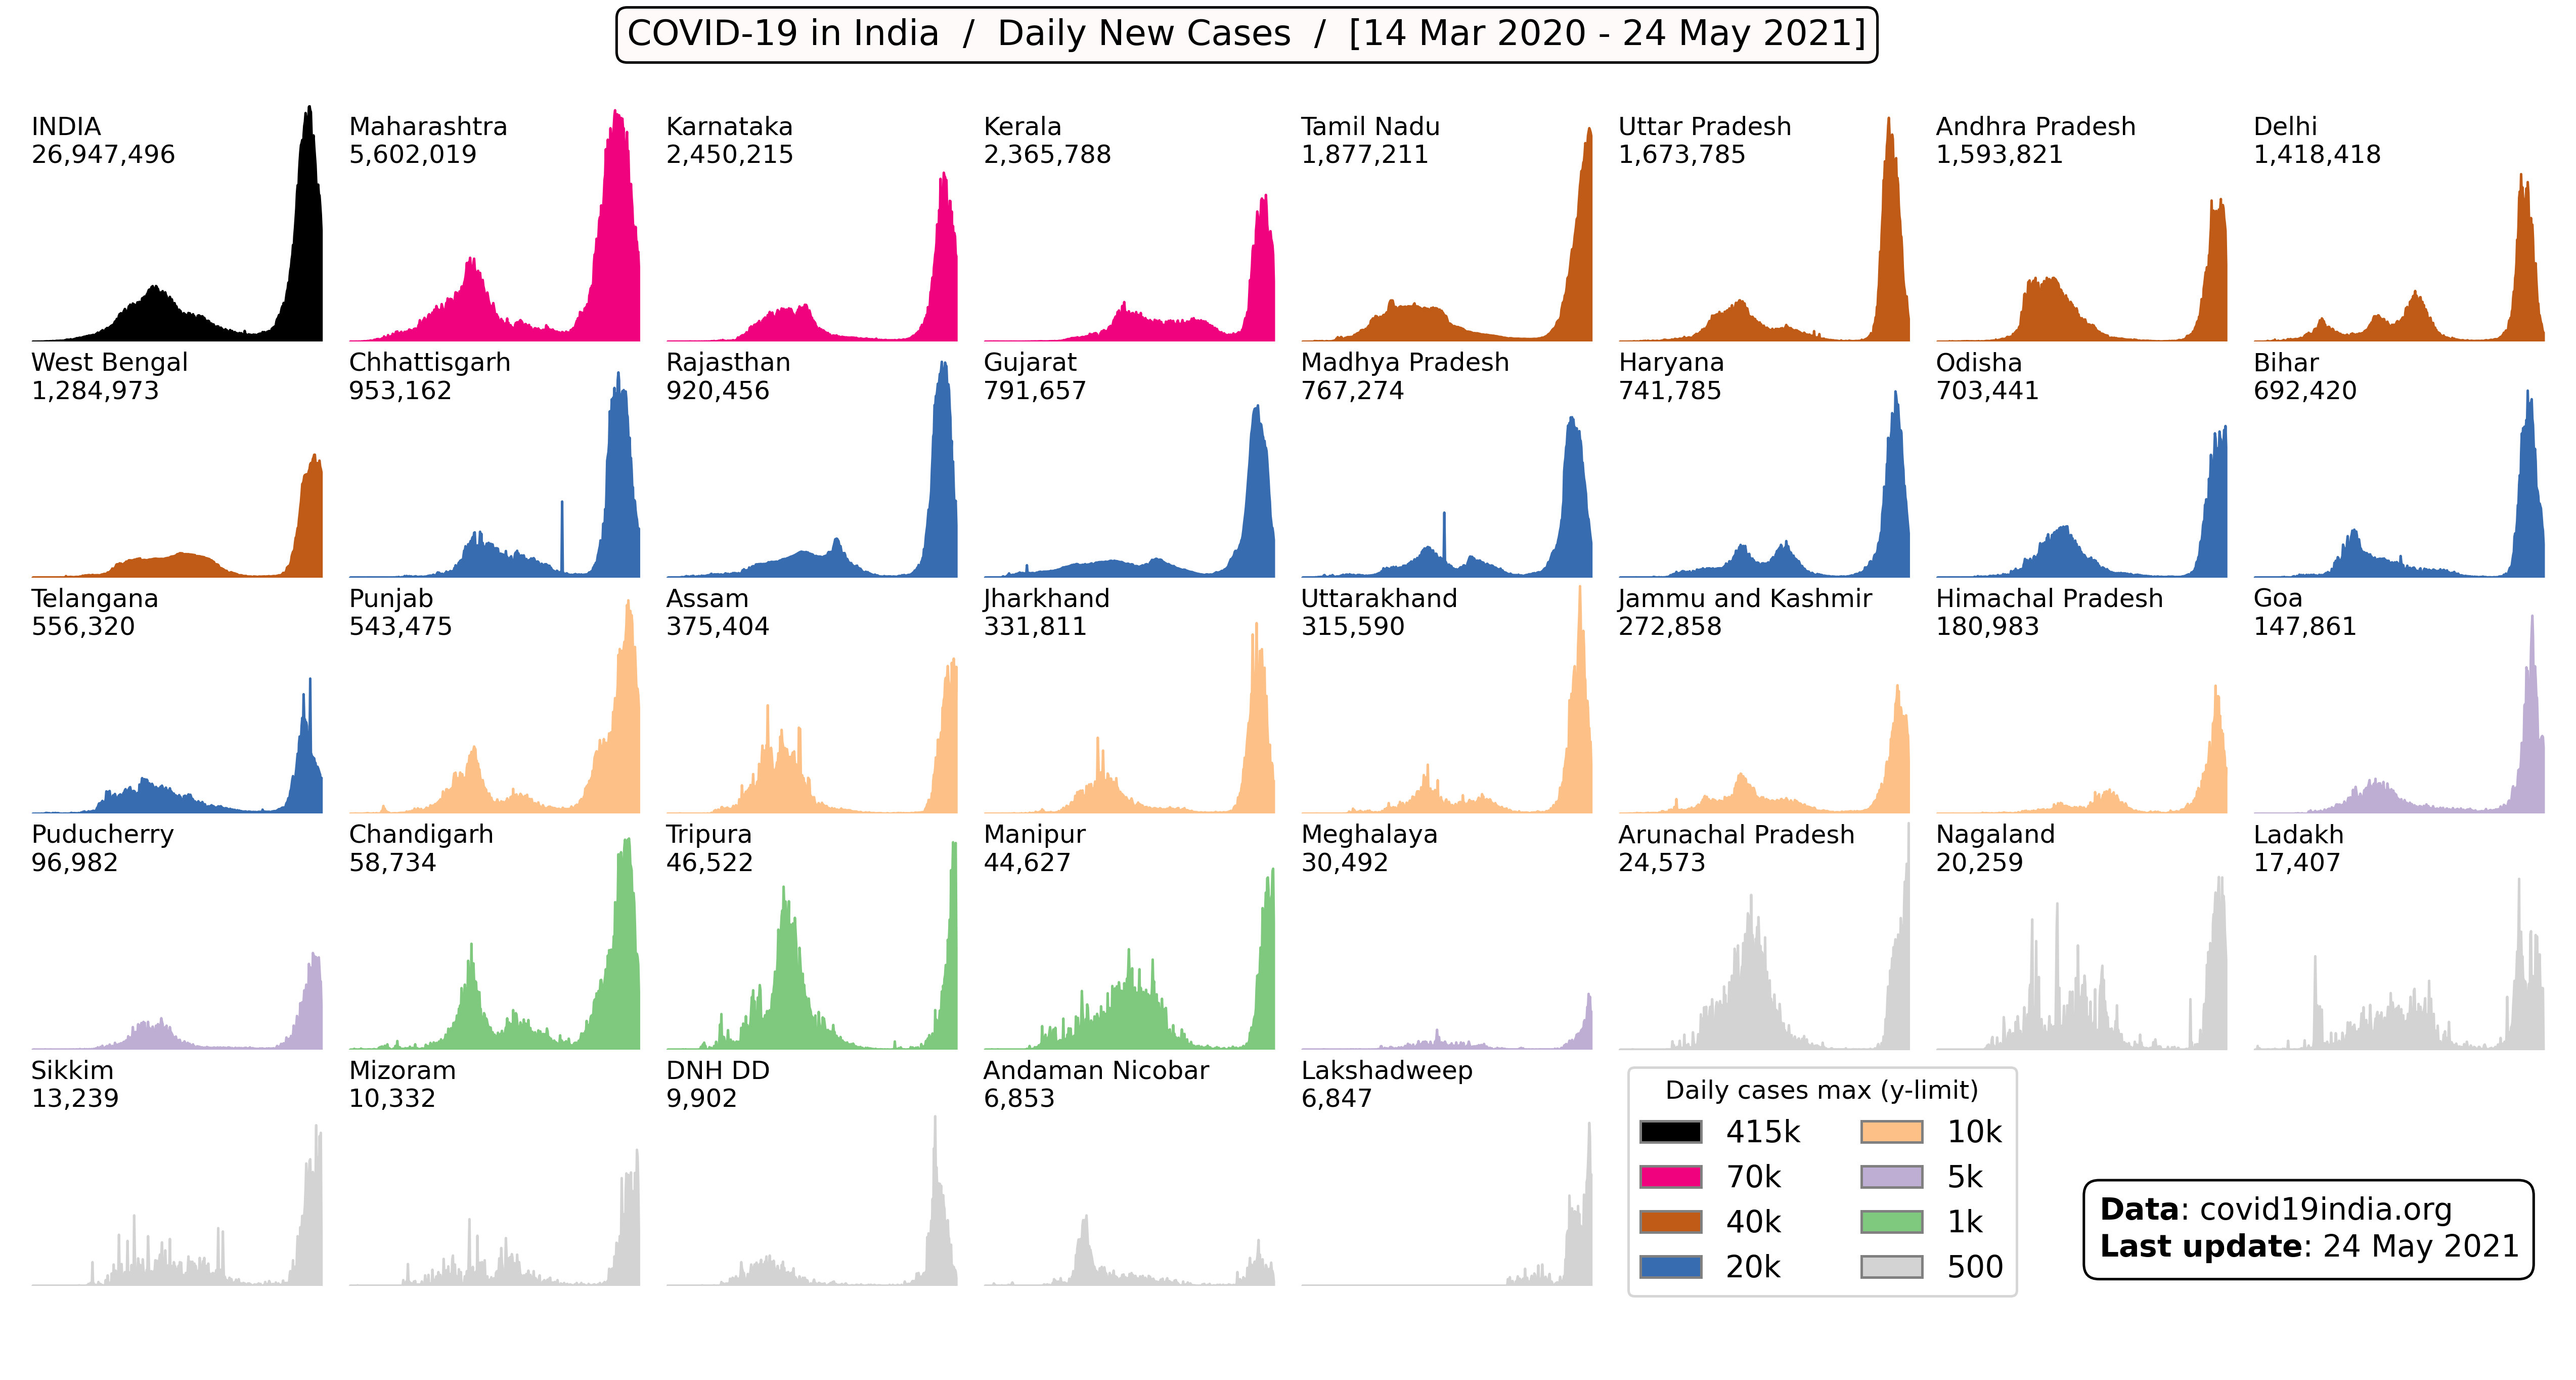 COVID-19 in India / Daily New Cases / [14 Mar 2020 - 24 May 2021]
INDIA
26,947,496
Maharashtra
5,602,019
Karnataka
2,450,215
Kerala
2,365,788
Tamil Nadu
1,877,211
Uttar Pradesh
1,673,785
Andhra Pradesh
1,593,821
Delhi
1,418,418
West Bengal
1,284,973
Chhattisgarh
953,162
Rajasthan
920,456
Gujarat
791,657
Madhya Pradesh
767,274
Haryana
741,785
Odisha
703,441
Bihar
692,420
Telangana
556,320
Punjab
543,475
Assam
375,404
Jharkhand
331,811
Uttarakhand
315,590
Jammu and Kashmir
272,858
Himachal Pradesh
180,983
Goa
147,861
Puducherry
96,982
Chandigarh
58,734
Tripura
46,522
Manipur
44,627
Meghalaya
30,492
Arunachal Pradesh
24,573
Nagaland
20,259
Ladakh
17,407
Sikkim
13,239
Mizoram
10,332
DNH DD
9,902
Andaman Nicobar
6,853
Lakshadweep
6,847
Daily cases max (y-limit)
415k
70k
40k
20k
10k
5k
1k
500
Data: covid19india.org
Last update: 24 May 2021